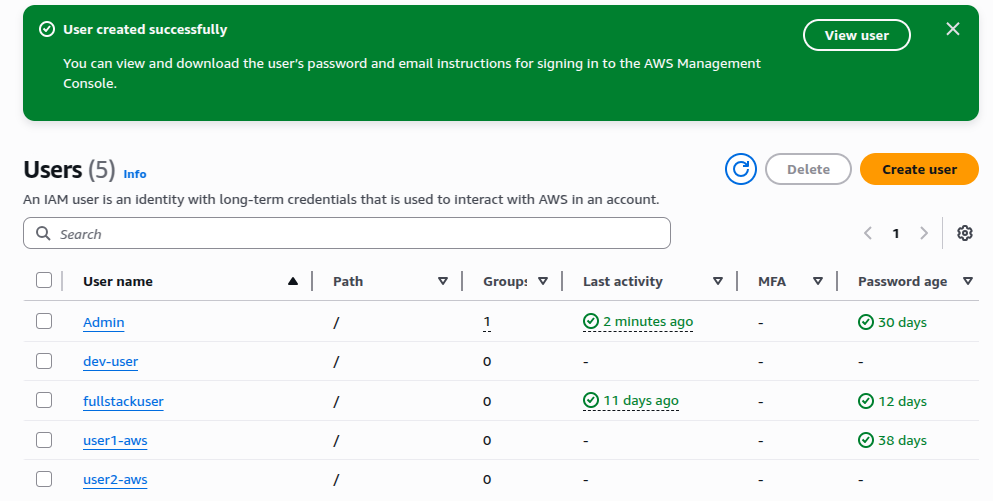 User created successfully
View user
You can view and download the user's password and email instructions for signing in to the AWS Management
Console.
Users (5) Info
Delete
Create user
An IAM user is an identity with long-term credentials that is used to interact with AWS in an account.
Search
1
User name Path Groups Last activity MFA Password age
Admin / 1 2 minutes ago - 30 days
dev-user / 0 - - -
fullstackuser / 0 11 days ago - 12 days
user1-aws / 0 - - 38 days
user2-aws / 0 - - -